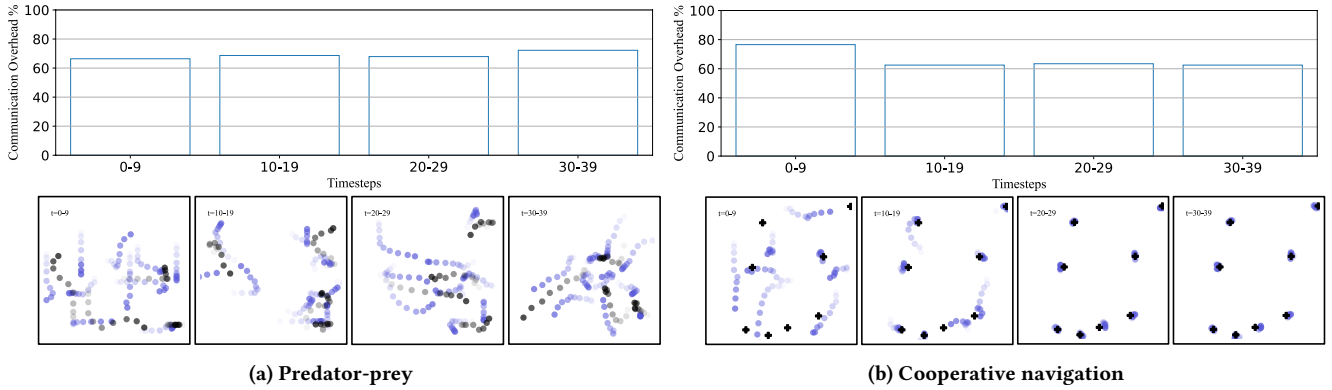 Communication Overhead %
100
80
60
40
20
0
0-9
10-19
20-29
30-39
Timesteps
t=0-9
t=10-19
t=20-29
t=30-39
(a) Predator-prey
Communication Overhead %
100
80
60
40
20
0
0-9
10-19
20-29
30-39
Timesteps
t=0-9
t=10-19
t=20-29
t=30-39
(b) Cooperative navigation